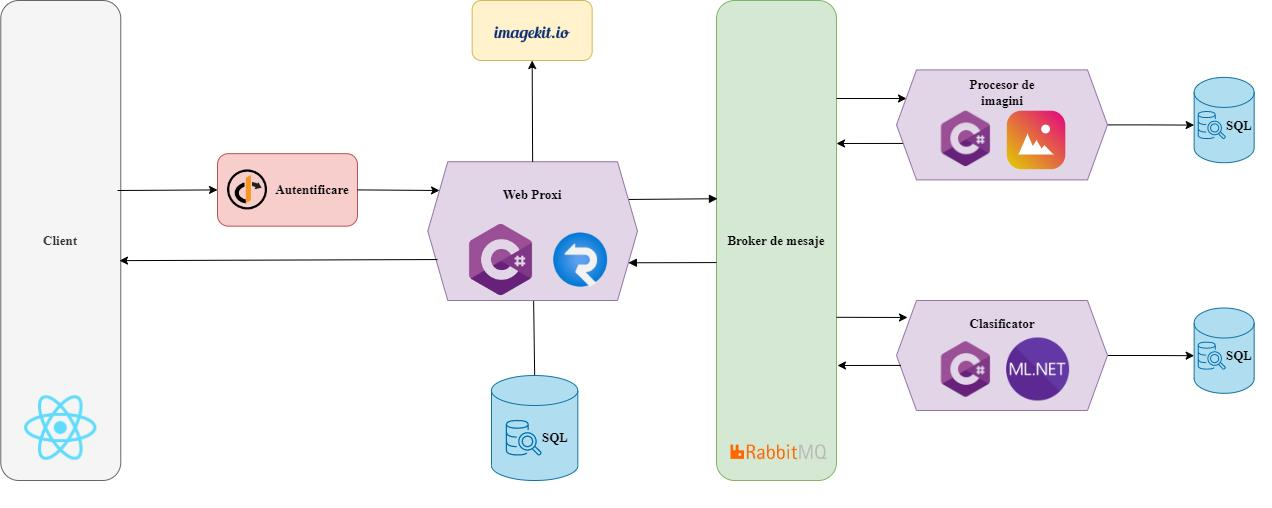 imagekit.io
Procesor de
imagini
C#
SQL
Autentificare
Web Proxi
Client
Broker de mesaje
C#
Clasificator
C#
ML.NET
SQL
SQL
RabbitMQ